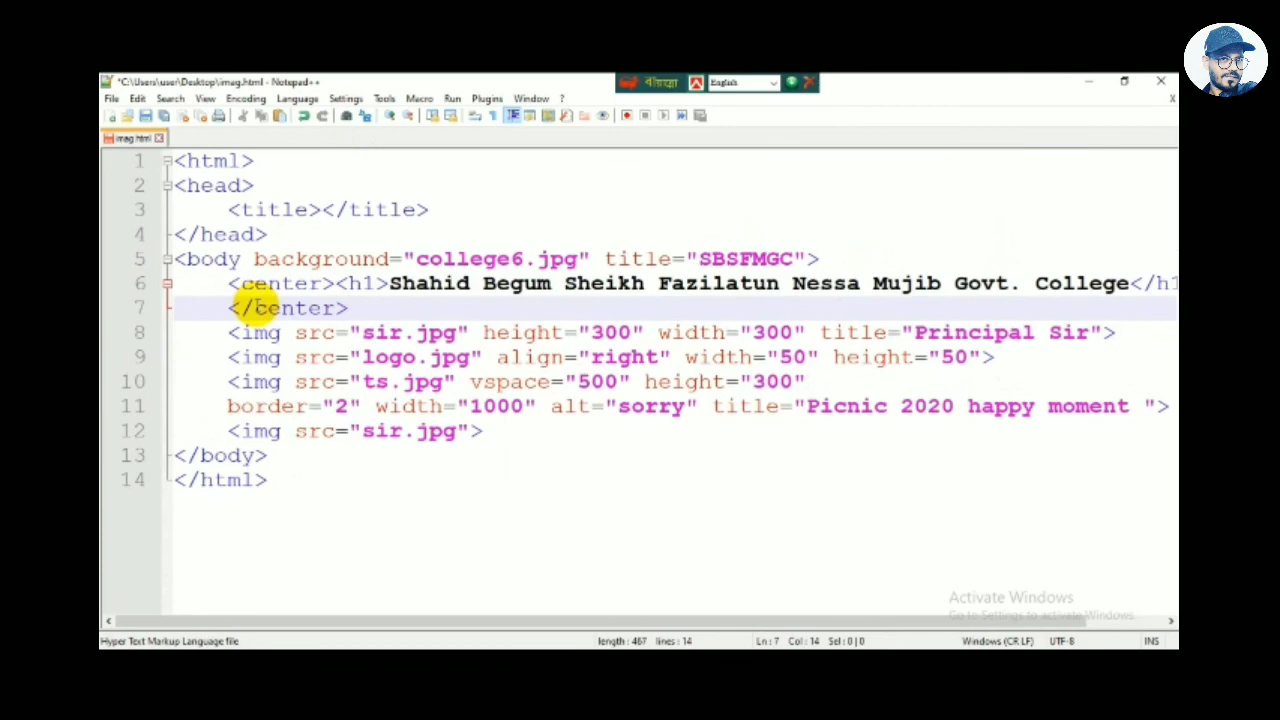 *C:\Users\user\Desktop\imag.html - Notepad++
English
File Edit Search View Encoding Language Settings Tools Macro Run Plugins Window ?
X
imag.html
1 <html>
2 <head>
3 <title></title>
4 </head>
5 <body background="college6.jpg" title="SBSFMGC">
6 <center><h1>Shahid Begum Sheikh Fazilatun Nessa Mujib Govt. College</h1
7 </center>
8 <img src="sir.jpg" height="300" width="300" title="Principal Sir">
9 <img src="logo.jpg" align="right" width="50" height="50">
10 <img src="ts.jpg" vspace="500" height="300"
11 border="2" width="1000" alt="sorry" title="Picnic 2020 happy moment ">
12 <img src="sir.jpg">
13 </body>
14 </html>
Activate Windows
Go to Settings to activate Windows.
Hyper Text Markup Language file length : 467 lines : 14 Ln : 7 Col : 14 Sel : 0 | 0 Windows (CR LF) UTF-8 INS